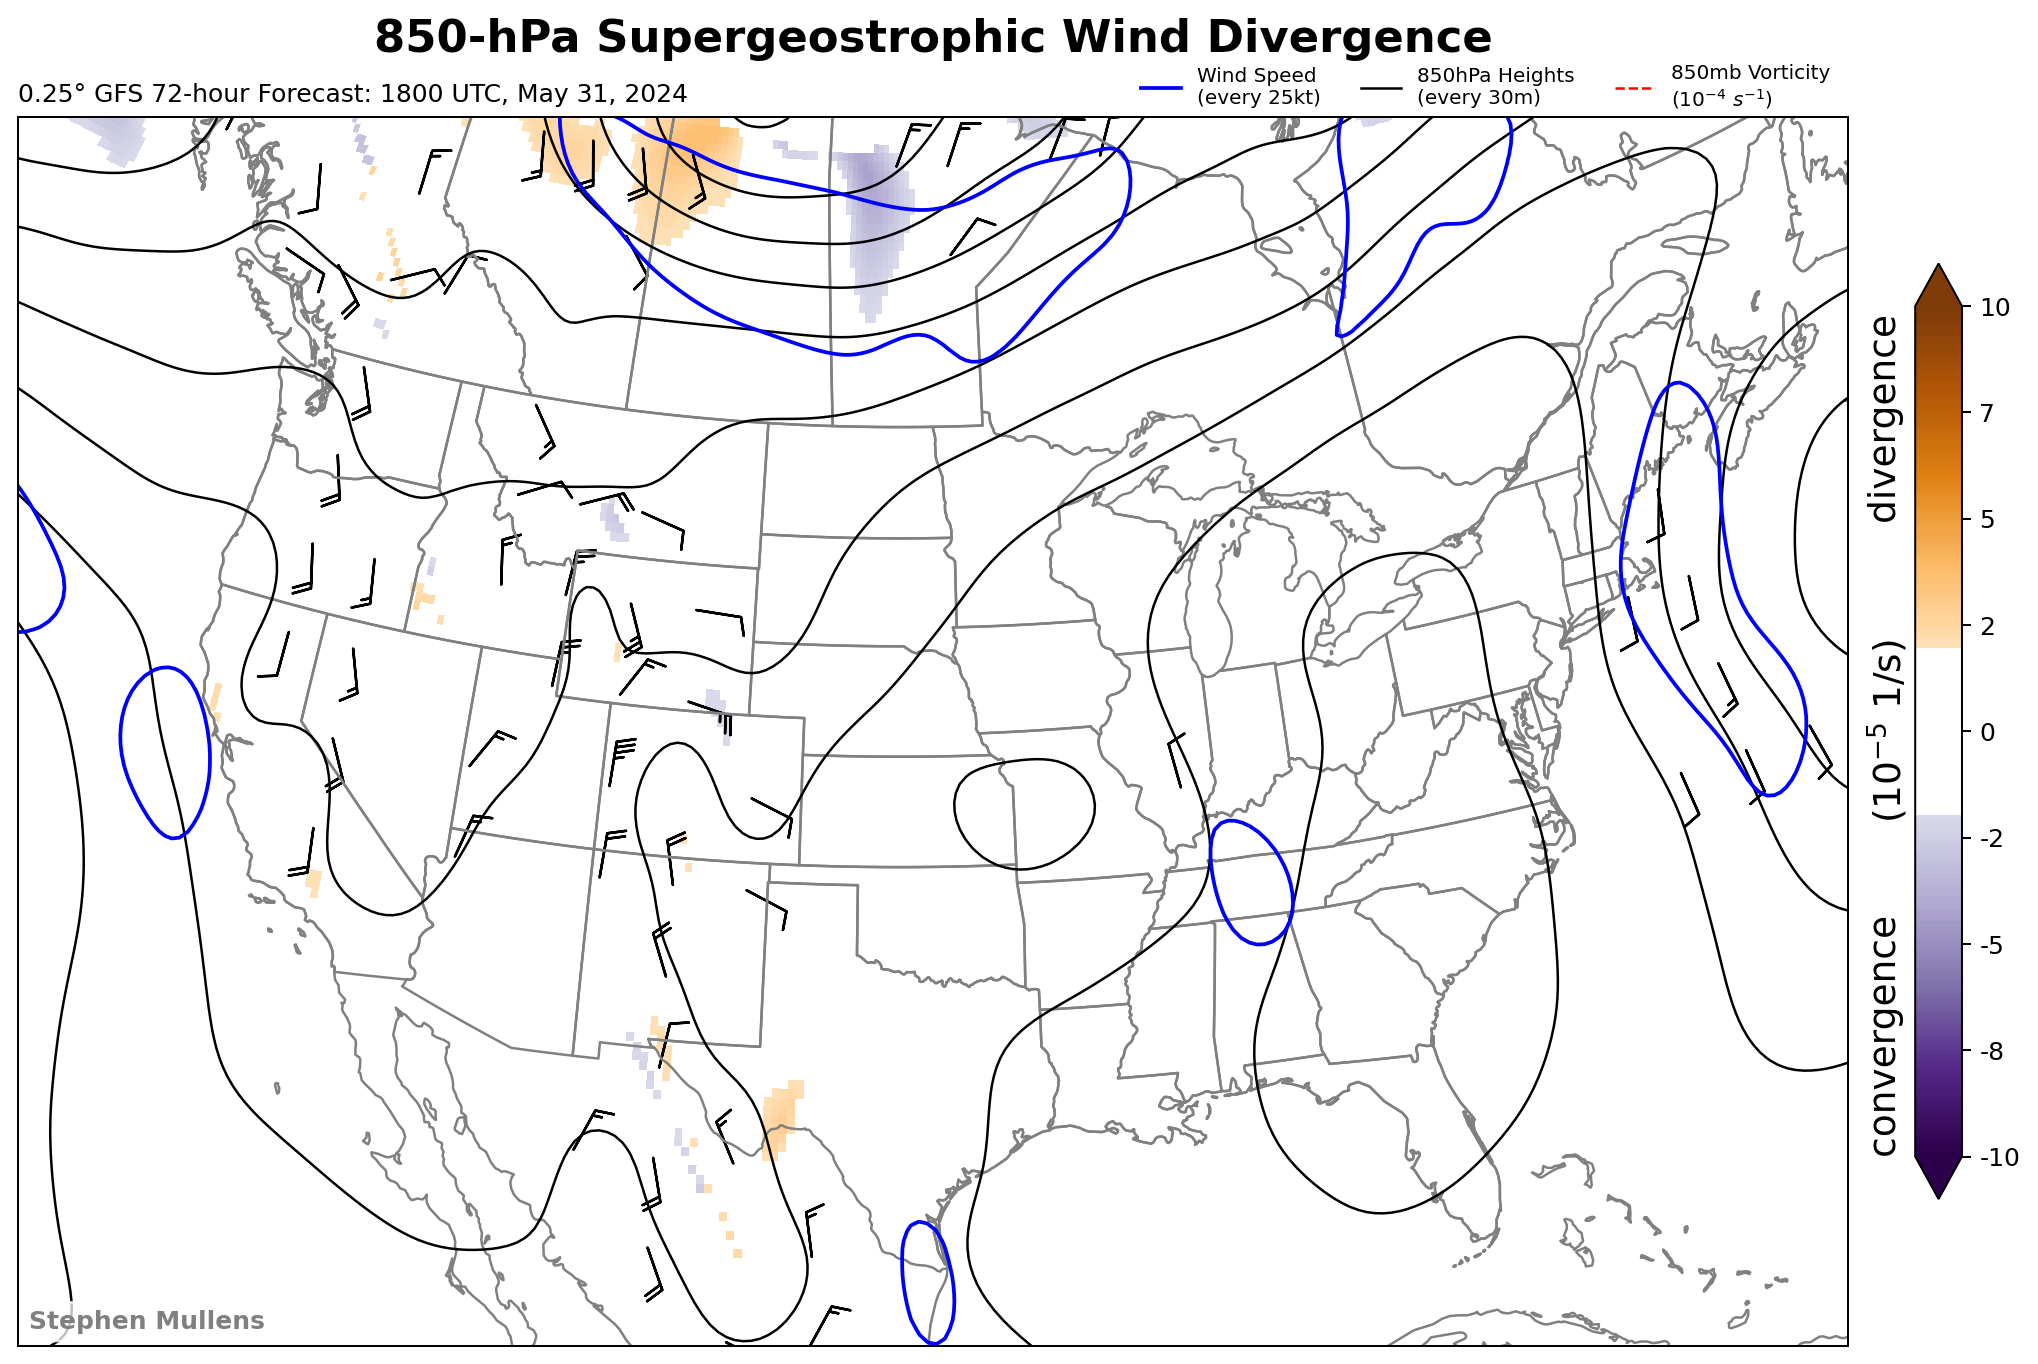 850-hPa Supergeostrophic Wind Divergence
0.25° GFS 72-hour Forecast: 1800 UTC, May 31, 2024
Wind Speed
(every 25kt)
850hPa Heights
(every 30m)
850mb Vorticity
(10⁻⁴ s⁻¹)
10
7
5
2
0
-2
-5
-8
-10
convergence (10⁻⁵ 1/s) divergence
Stephen Mullens